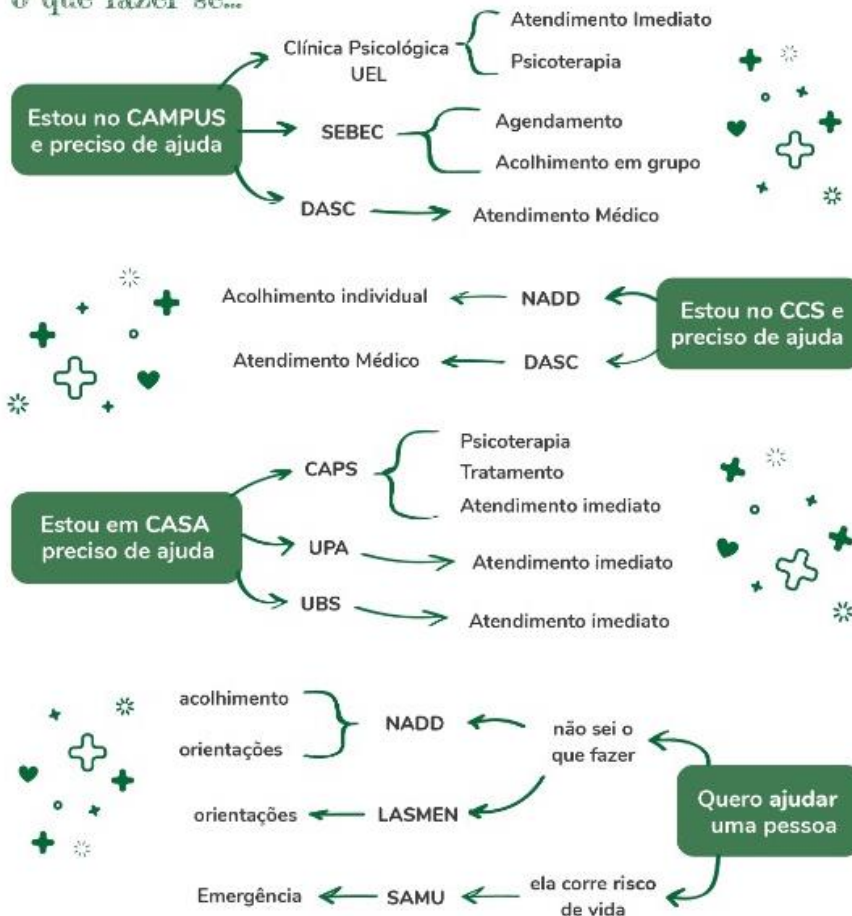 o que fazer se...
Clínica Psicológica
UEL
Atendimento Imediato
Psicoterapia
Estou no CAMPUS
e preciso de ajuda
SEBEC
Agendamento
Acolhimento em grupo
DASC
Atendimento Médico
Acolhimento individual
NADD
Estou no CCS e
preciso de ajuda
Atendimento Médico
DASC
CAPS
Psicoterapia
Tratamento
Atendimento imediato
Estou em CASA
preciso de ajuda
UPA
Atendimento imediato
UBS
Atendimento imediato
acolhimento
orientações
NADD
não sei o
que fazer
orientações
LASMEN
Quero ajudar
uma pessoa
Emergência
SAMU
ela corre risco
de vida